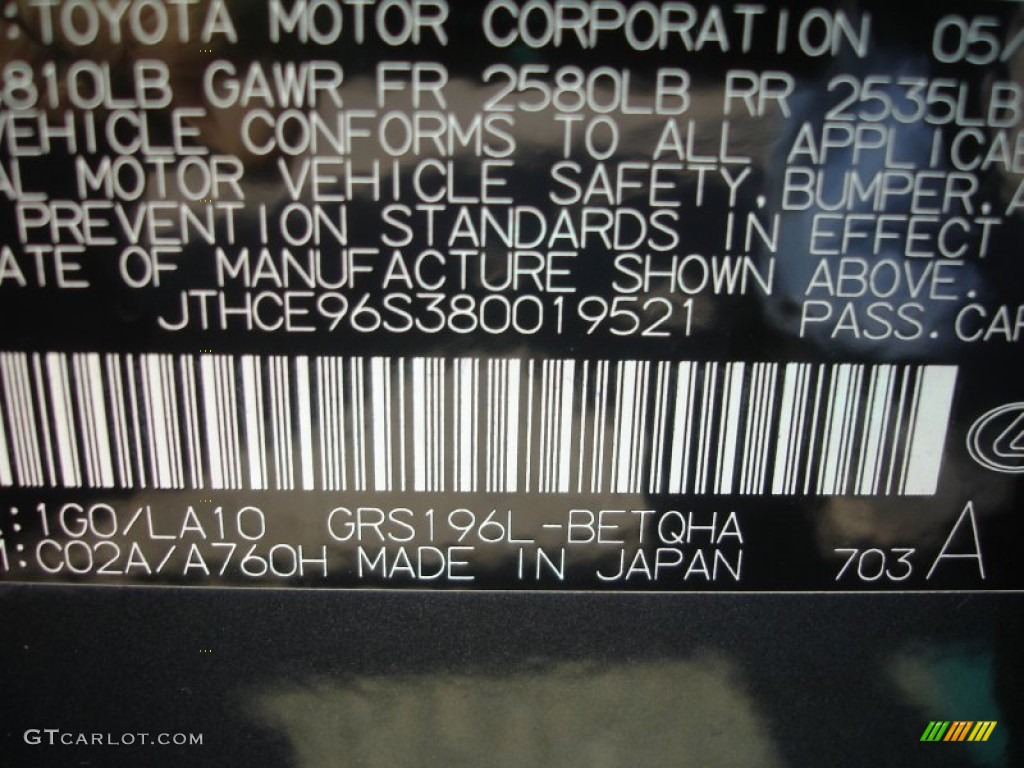 :TOYOTA MOTOR CORPORATION 05/
810LB GAWR FR 2580LB RR 2535LB
VEHICLE CONFORMS TO ALL APPLICAB
AL MOTOR VEHICLE SAFETY, BUMPER, A
PREVENTION STANDARDS IN EFFECT
ATE OF MANUFACTURE SHOWN ABOVE.
JTHCE96S380019521 PASS. CAR
.:1G0/LA10 GRS196L-BETQHA
:C02A/A760H MADE IN JAPAN 703 A
GTCARLOT.COM